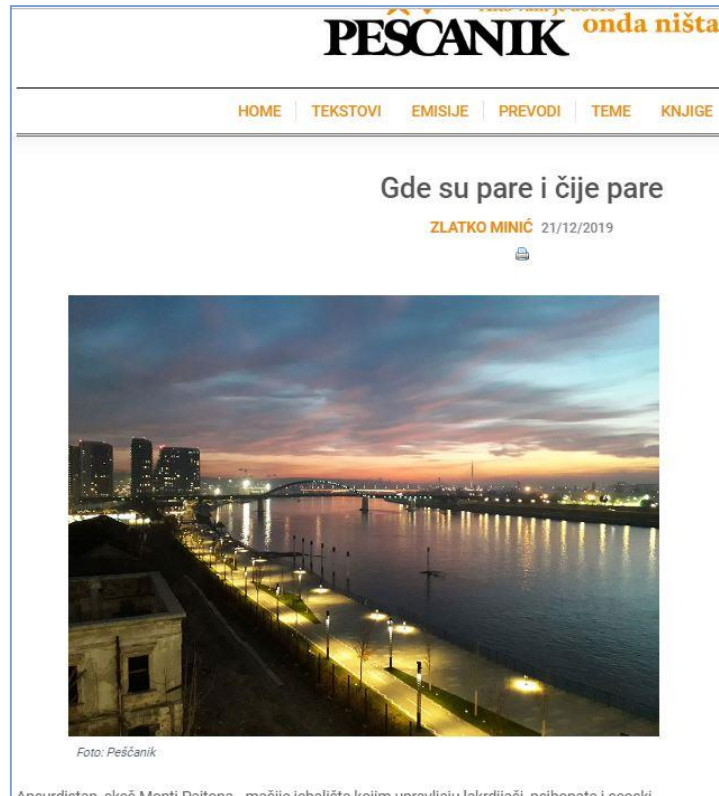 PEŠČANIK
onda ništa
HOME TEKSTOVI EMISIJE PREVODI TEME KNJIGE
Gde su pare i čije pare
ZLATKO MINIĆ 21/12/2019
Foto: Peščanik